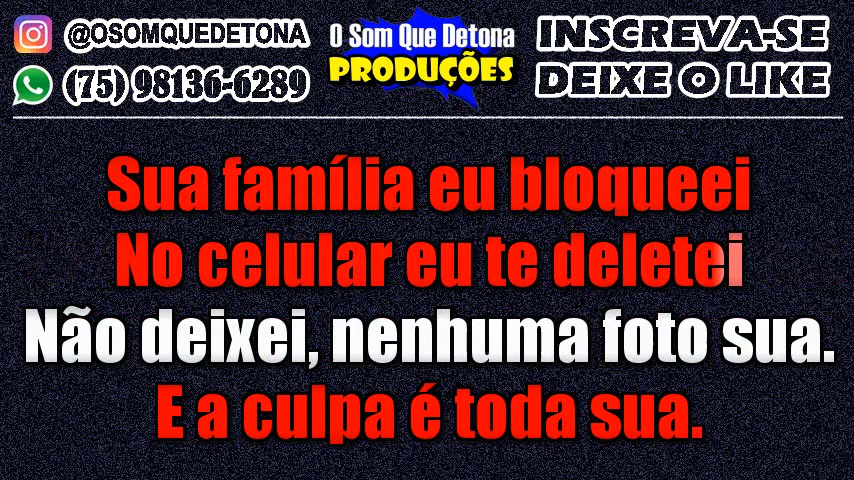 @OSOMQUEDETONA
(75) 98136-6289
O Som Que Detona
PRODUÇÕES
INSCREVA-SE
DEIXE O LIKE
Sua família eu bloqueei
No celular eu te deletei
Não deixei, nenhuma foto sua.
E a culpa é toda sua.